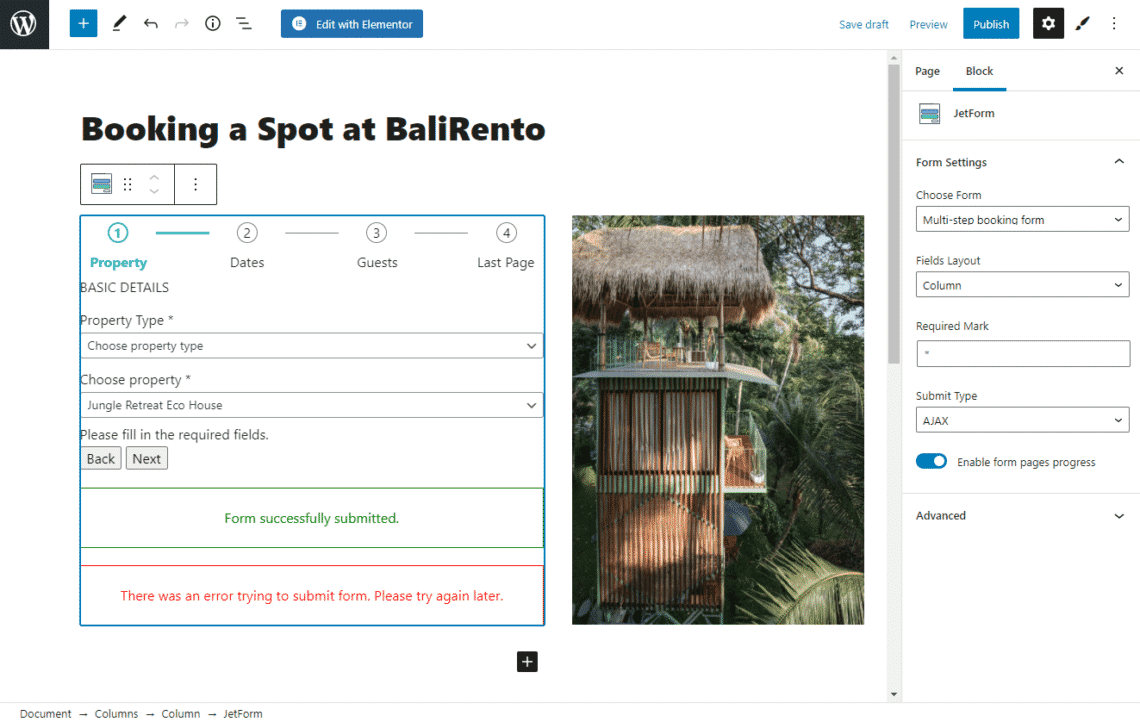 Edit with Elementor
Save draft
Preview
Publish
Page
Block
JetForm
Form Settings
Choose Form
Multi-step booking form
Fields Layout
Column
Required Mark
*
Submit Type
AJAX
Enable form pages progress
Advanced
Booking a Spot at BaliRento
1 2 3 4
Property Dates Guests Last Page
BASIC DETAILS
Property Type *
Choose property type
Choose property *
Jungle Retreat Eco House
Please fill in the required fields.
Back Next
Form successfully submitted.
There was an error trying to submit form. Please try again later.
Document → Columns → Column → JetForm